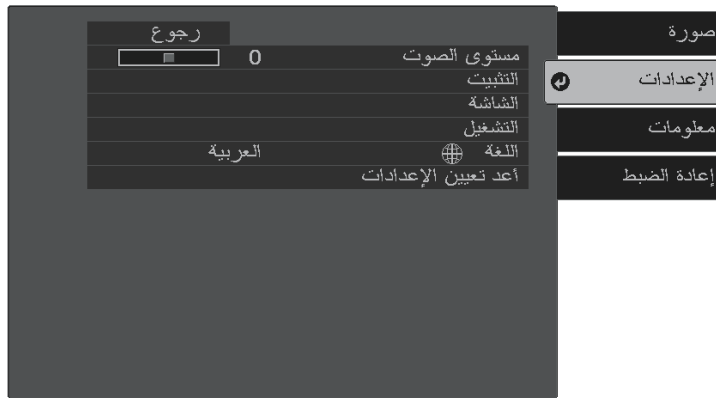 صورة
الإعدادات
معلومات
إعادة الضبط
رجوع
مستوى الصوت 0
التثبيت
الشاشة
التشغيل
اللغة العربية
أعد تعيين الإعدادات